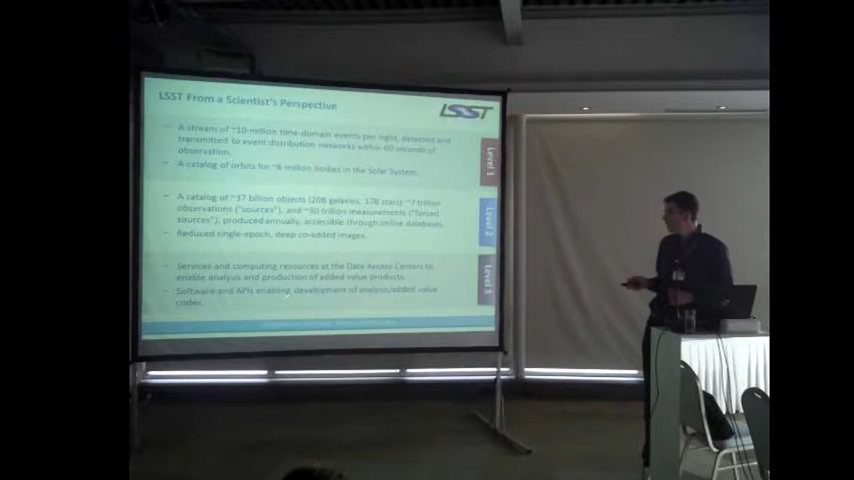 LSST From a Scientist's Perspective
LSST
– A stream of ~10 million time-domain events per night, detected and
transmitted to event distribution networks within 60 seconds of
observation.
– A catalog of orbits for ~6 million bodies in the Solar System.
Level 1
– A catalog of ~37 billion objects (20B galaxies, 17B stars), ~7 trillion
observations ("sources"), and ~30 trillion measurements ("forced
sources"), produced annually, accessible through online databases.
– Reduced single-epoch, deep co-added images.
Level 2
– Services and computing resources at the Data Access Centers to
enable analysis and production of added value products.
– Software and APIs enabling development of analysis/added value
codes.
Level 3